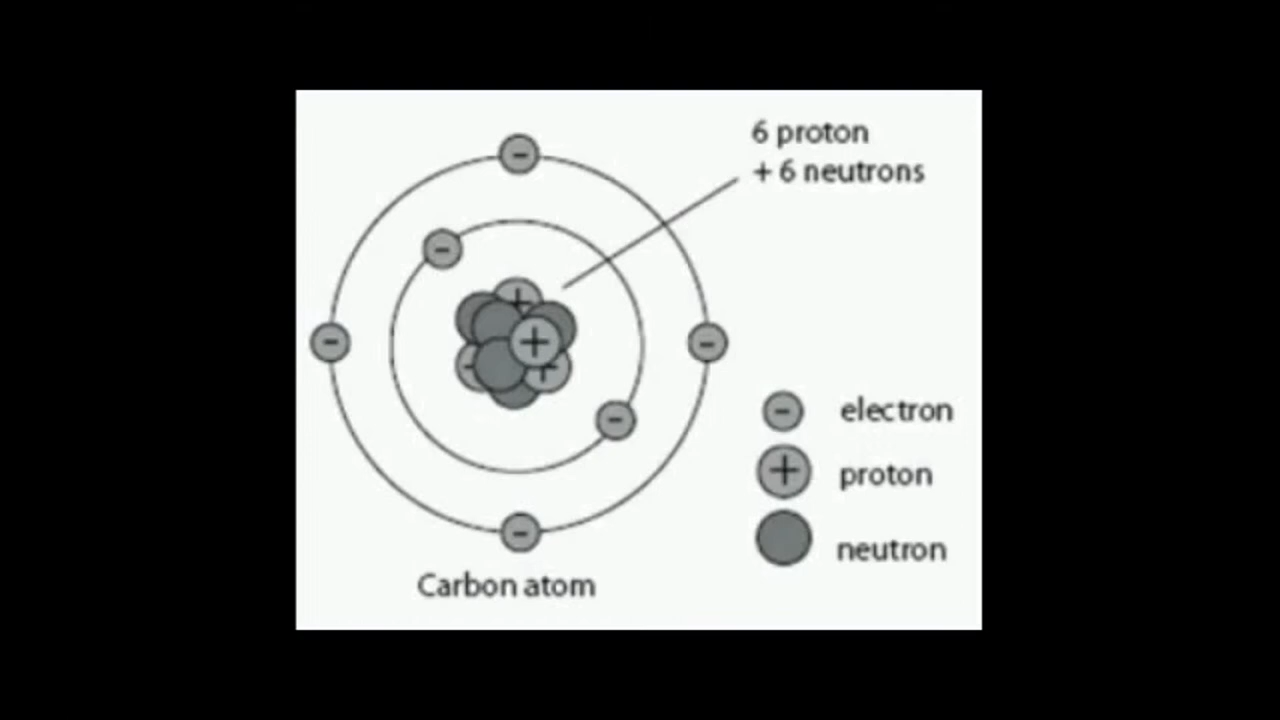 6 proton
+ 6 neutrons
electron
proton
neutron
Carbon atom